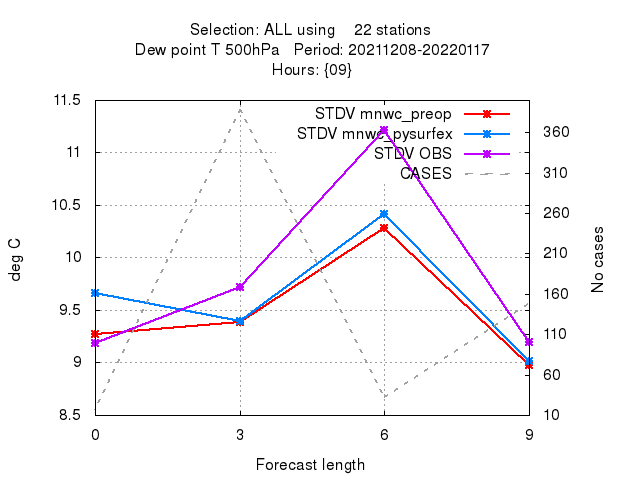 Selection: ALL using    22 stations
Dew point T 500hPa   Period: 20211208-20220117
Hours: {09}
STDV mnwc_preop
STDV mnwc_pysurfex
STDV OBS
CASES
11.5
11
10.5
10
9.5
9
8.5
360
310
260
210
160
110
60
10
deg C
No cases
0 3 6 9
Forecast length